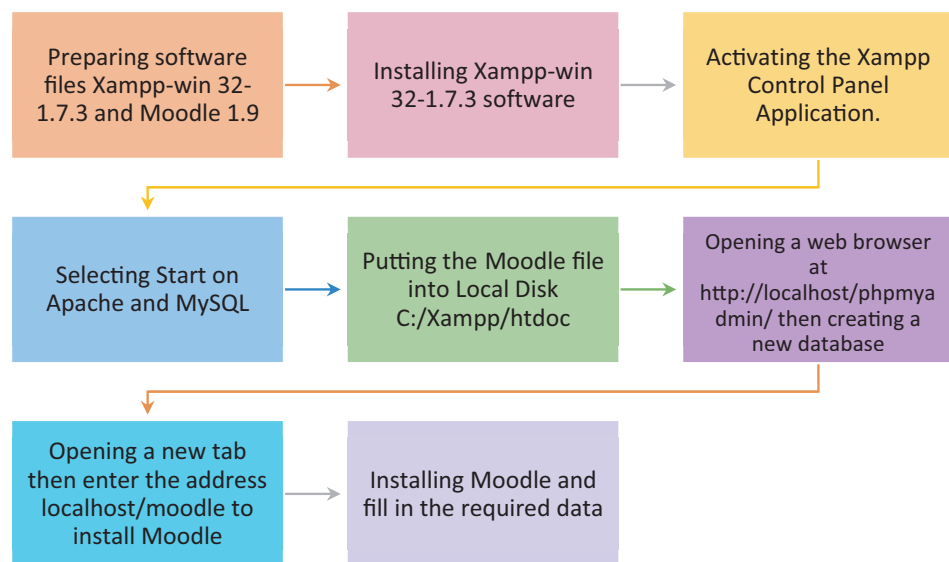 Preparing software
files Xampp-win 32-
1.7.3 and Moodle 1.9
Installing Xampp-win
32-1.7.3 software
Activating the Xampp
Control Panel
Application.
Selecting Start on
Apache and MySQL
Putting the Moodle file
into Local Disk
C:/Xampp/htdoc
Opening a web browser
at
http://localhost/phpmya
dmin/ then creating a
new database
Opening a new tab
then enter the address
localhost/moodle to
install Moodle
Installing Moodle and
fill in the required data